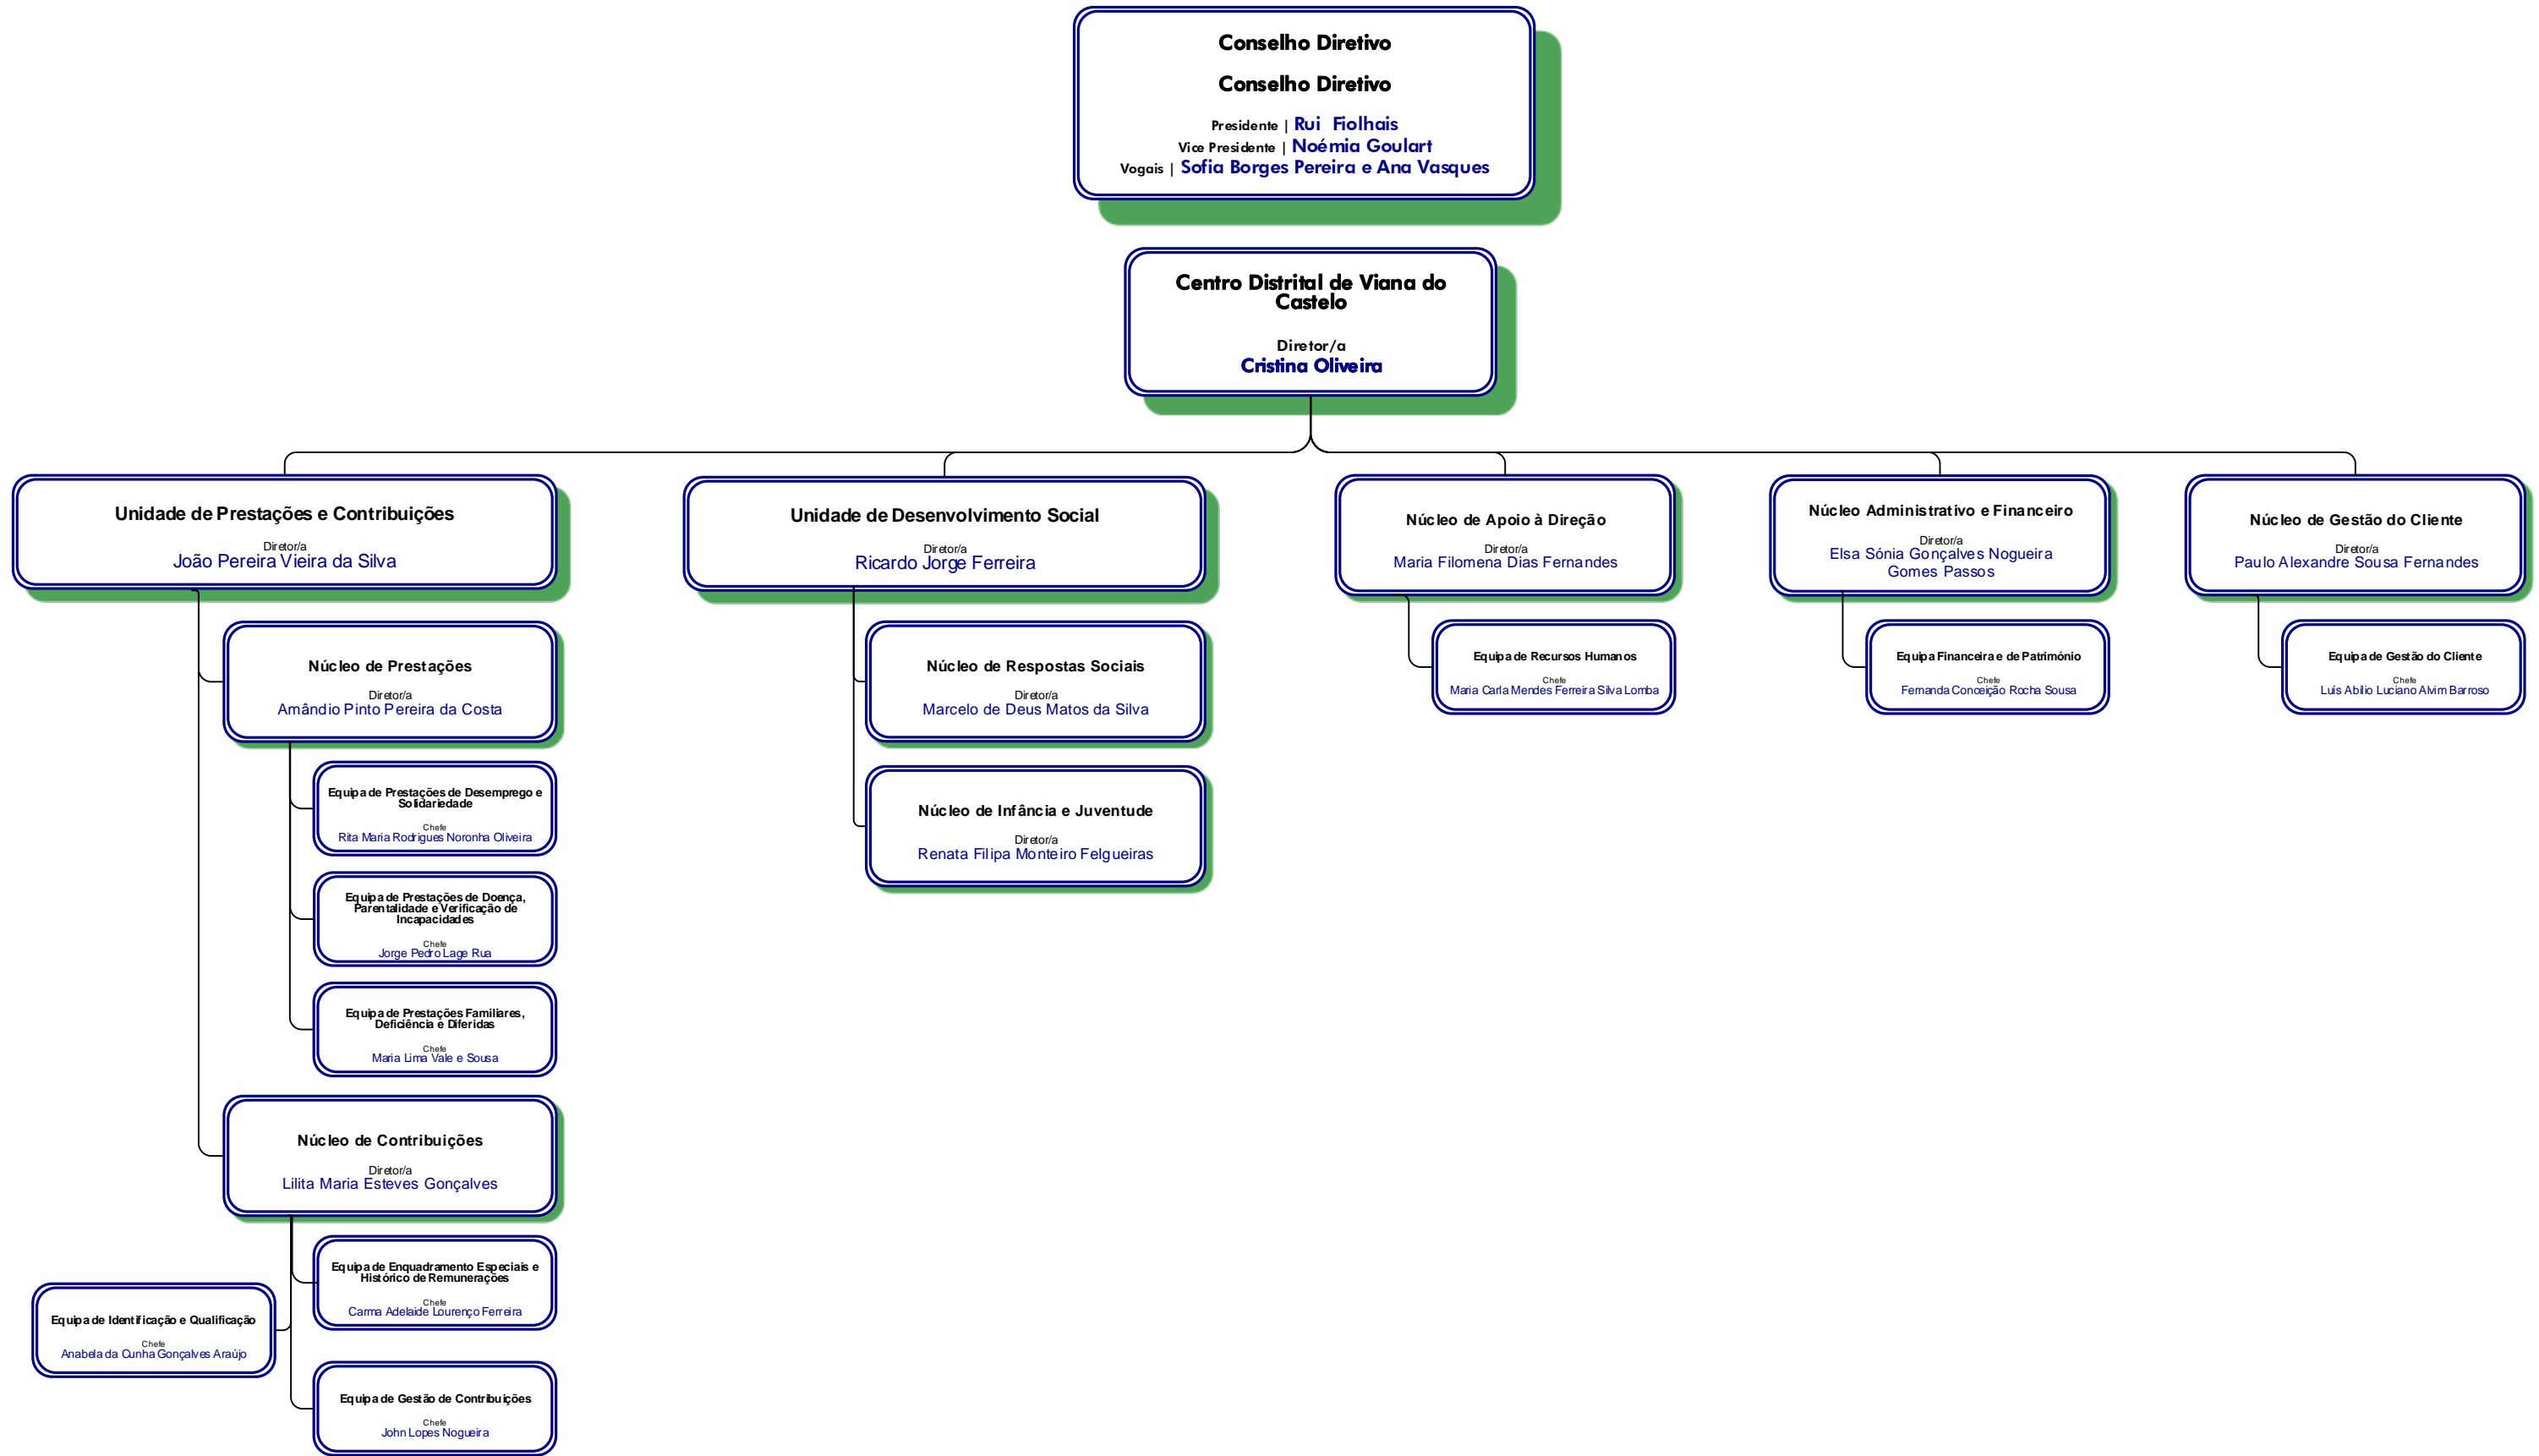 Conselho Diretivo
Conselho Diretivo
Presidente | Rui Fiolhais
Vice Presidente | Noémia Goulart
Vogais | Sofia Borges Pereira e Ana Vasques
Centro Distrital de Viana do
Castelo
Diretor/a
Cristina Oliveira
Unidade de Prestações e Contribuições
Diretor/a
João Pereira Vieira da Silva
Unidade de Desenvolvimento Social
Diretor/a
Ricardo Jorge Ferreira
Núcleo de Apoio à Direção
Diretor/a
Maria Filomena Dias Fernandes
Núcleo Administrativo e Financeiro
Diretor/a
Elsa Sónia Gonçalves Nogueira
Gomes Passos
Núcleo de Gestão do Cliente
Diretor/a
Paulo Alexandre Sousa Fernandes
Núcleo de Prestações
Diretor/a
Amândio Pinto Pereira da Costa
Núcleo de Respostas Sociais
Diretor/a
Marcelo de Deus Matos da Silva
Equipa de Recursos Humanos
Chefe
Maria Carla Mendes Ferreira Silva Lomba
Equipa Financeira e de Património
Chefe
Fernanda Conceição Rocha Sousa
Equipa de Gestão do Cliente
Chefe
Luís Abílio Luciano Alvim Barroso
Equipa de Prestações de Desemprego e
Solidariedade
Chefe
Rita Maria Rodrigues Noronha Oliveira
Núcleo de Infância e Juventude
Diretor/a
Renata Filipa Monteiro Felgueiras
Equipa de Prestações de Doença,
Parentalidade e Verificação de
Incapacidades
Chefe
Jorge Pedro Lage Rua
Equipa de Prestações Familiares,
Deficiência e Diferidas
Chefe
Maria Lima Vale e Sousa
Núcleo de Contribuições
Diretor/a
Lilita Maria Esteves Gonçalves
Equipa de Enquadramento Especiais e
Histórico de Remunerações
Chefe
Carma Adelaide Lourenço Ferreira
Equipa de Identificação e Qualificação
Chefe
Anabela da Cunha Gonçalves Araújo
Equipa de Gestão de Contribuições
Chefe
John Lopes Nogueira